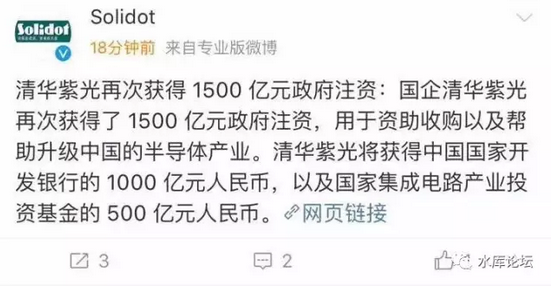 Solidot
Solidot
18分钟前 来自专业版微博
清华紫光再次获得 1500 亿元政府注资：国企清华紫光
再次获得了 1500 亿元政府注资，用于资助收购以及帮
助升级中国的半导体产业。清华紫光将获得中国国家开
发银行的 1000 亿元人民币，以及国家集成电路产业投
资基金的 500 亿元人民币。网页链接
3
2
水库论坛